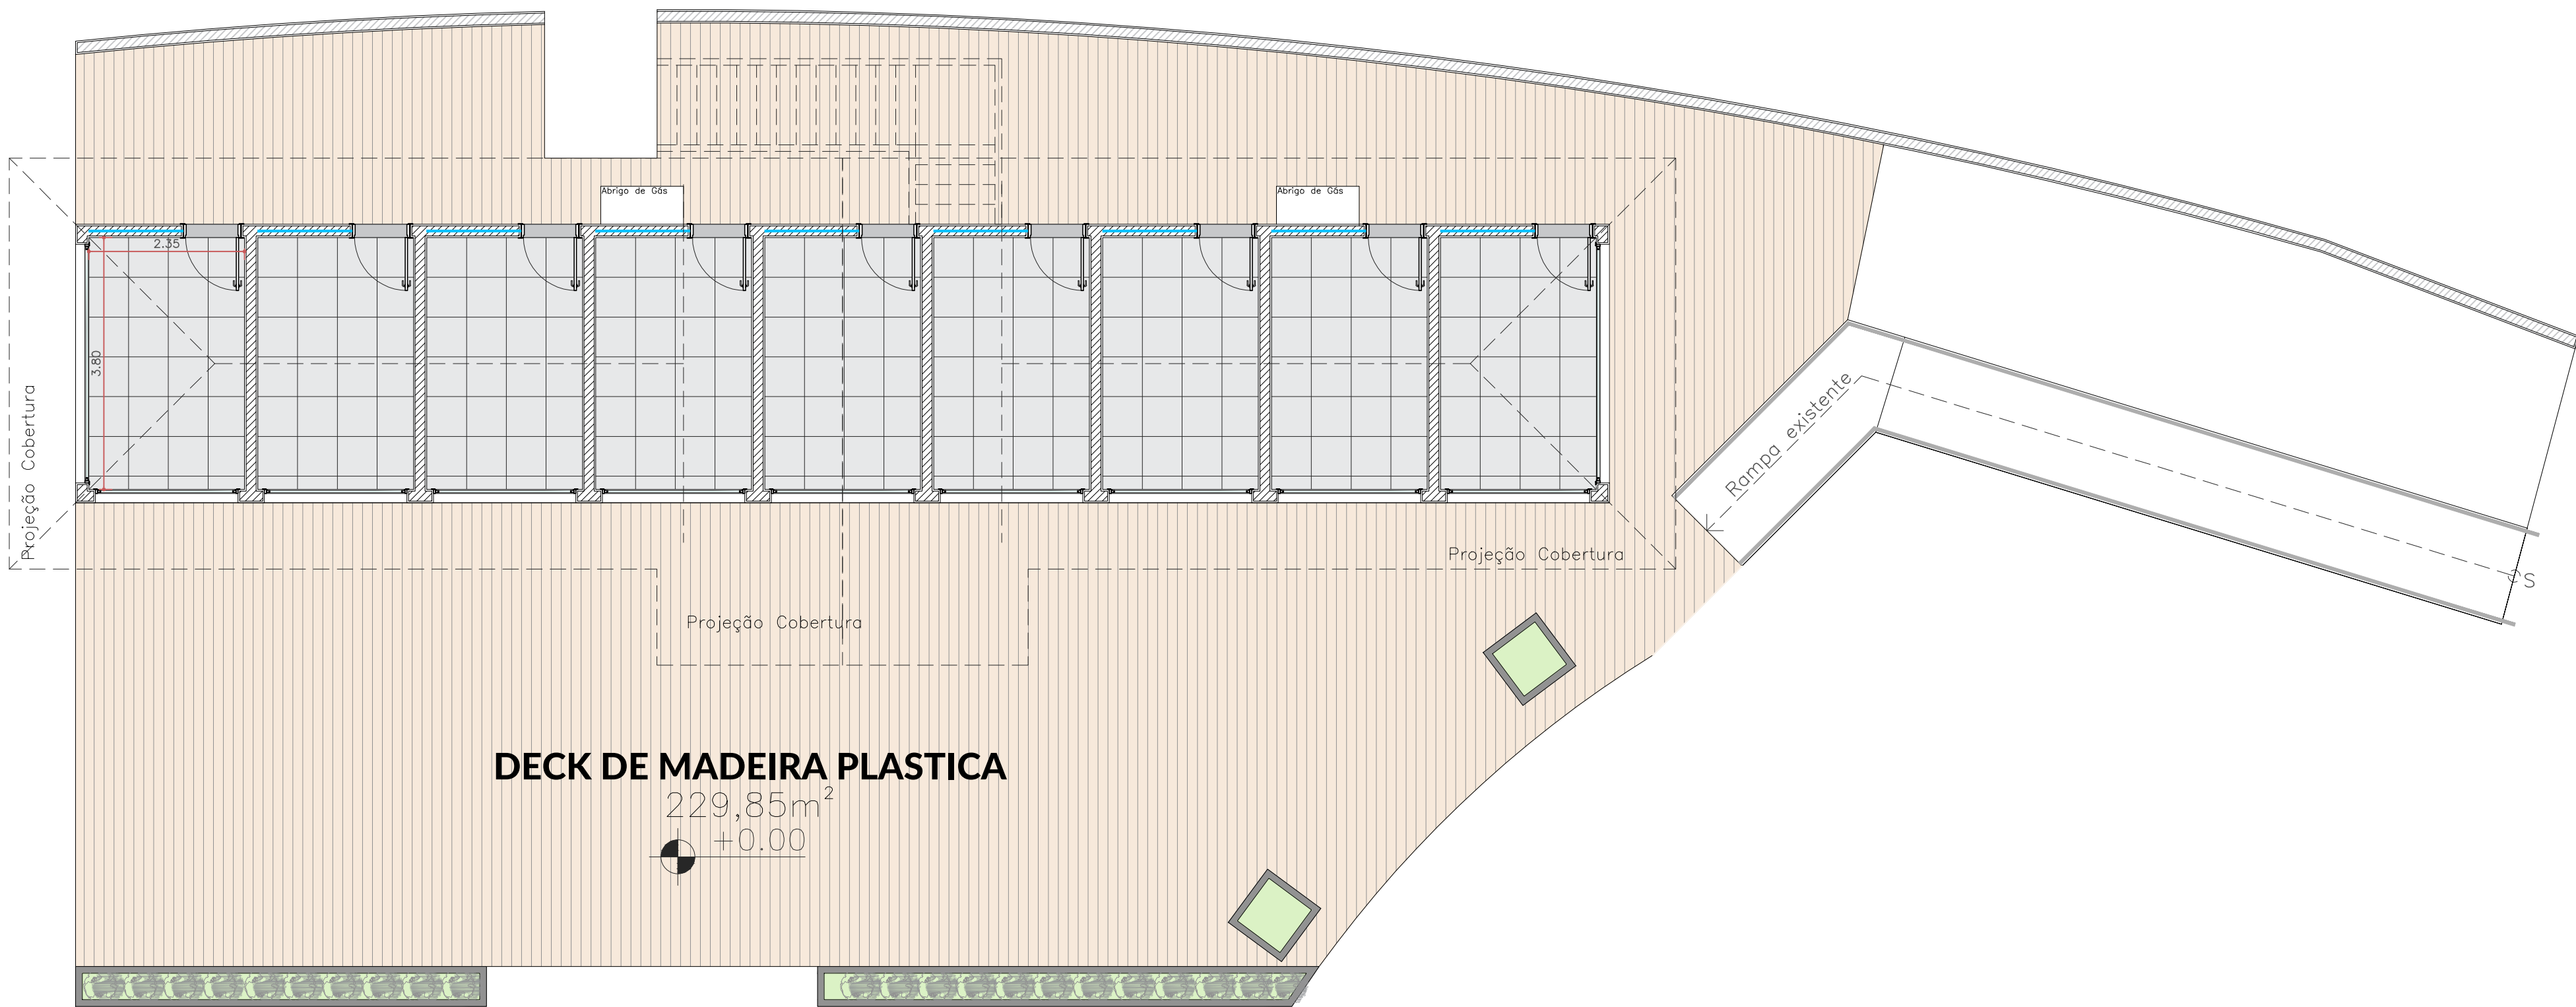 Abrigo de Gás
Abrigo de Gás
2.35
3.80
Projeção Cobertura
Rampa existente
Projeção Cobertura
S
Projeção Cobertura
DECK DE MADEIRA PLASTICA
229,85m²
+0.00